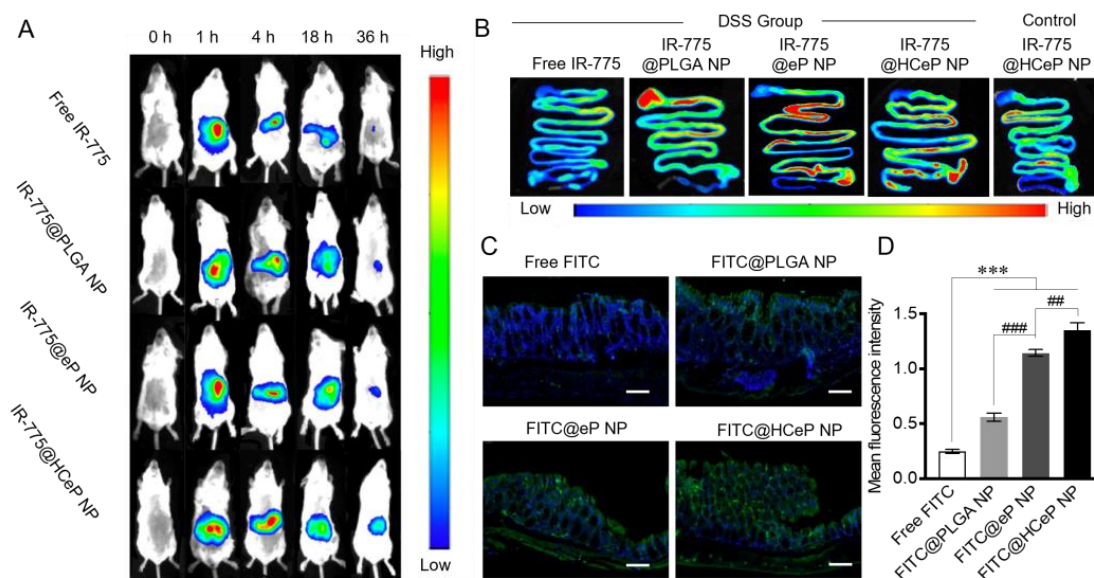 A
0 h 1 h 4 h 18 h 36 h
Free IR-775
IR-775@PLGA NP
IR-775@eP NP
IR-775@HCeP NP
High
Low
B
DSS Group Control
Free IR-775
IR-775
@PLGA NP
IR-775
@eP NP
IR-775
@HCeP NP
IR-775
@HCeP NP
Low High
C
Free FITC FITC@PLGA NP
FITC@eP NP FITC@HCeP NP
D
Mean fluorescence intensity
***
##
###
1.5
1.0
0.5
0.0
Free FITC
FITC@PLGA NP
FITC@eP NP
FITC@HCeP NP